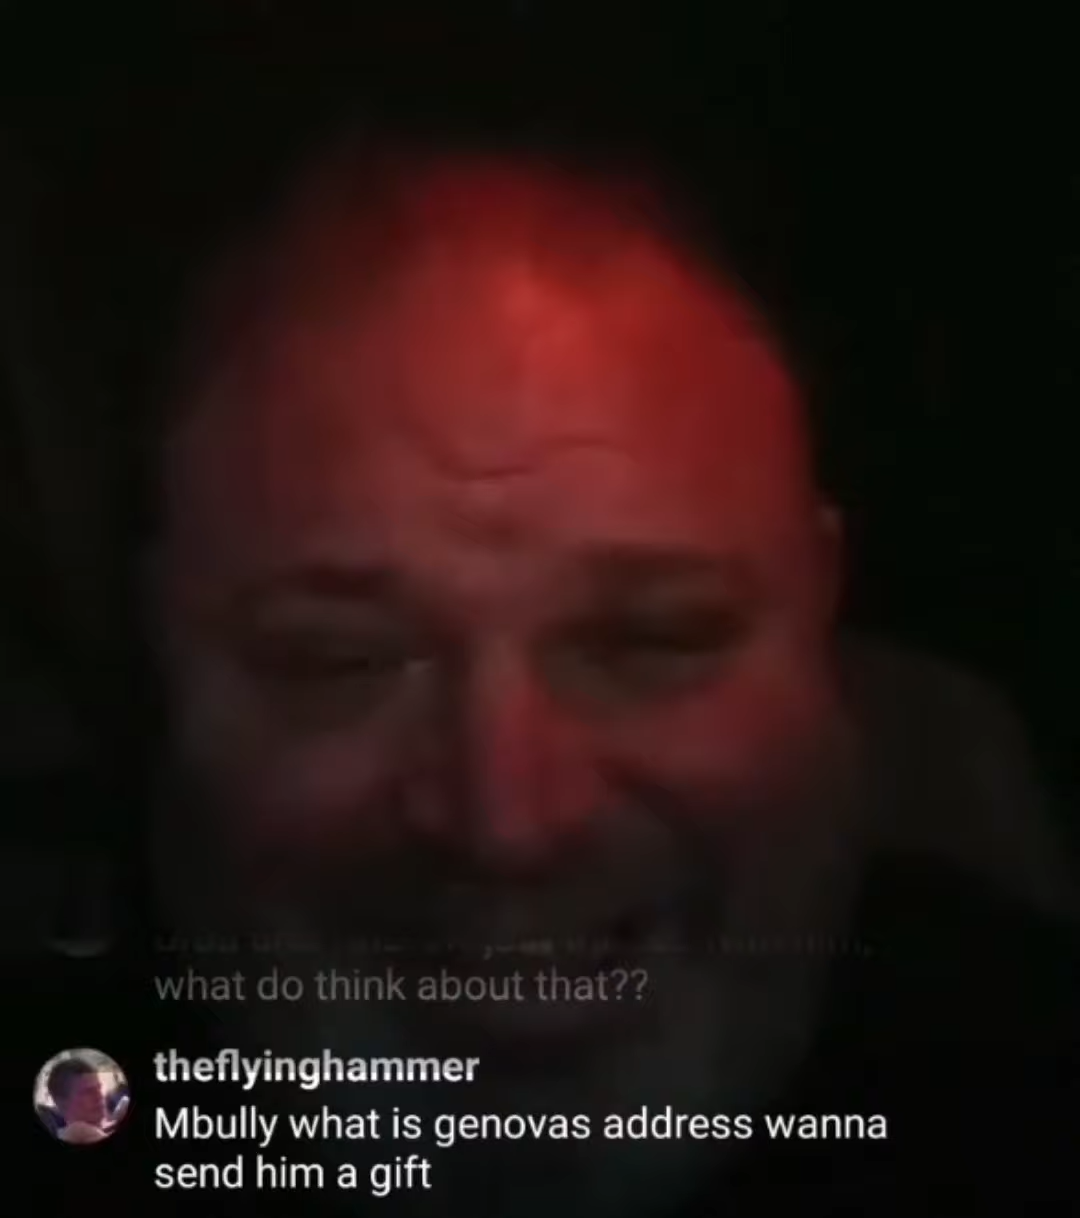 what do think about that??
theflyinghammer
Mbully what is genovas address wanna
send him a gift